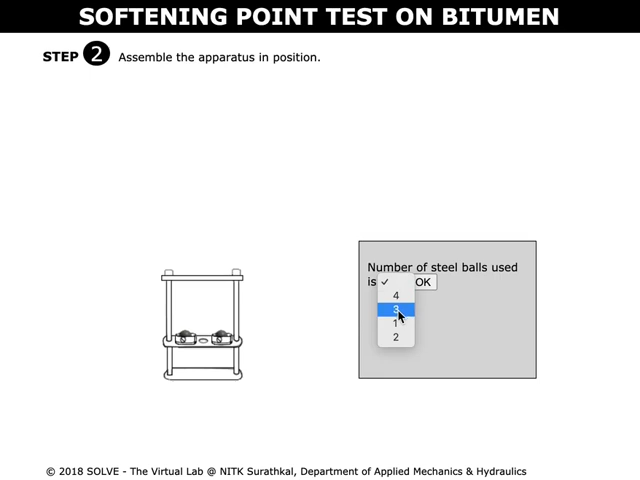 SOFTENING POINT TEST ON BITUMEN
STEP 2 Assemble the apparatus in position.
Number of steel balls used
is ✓ OK
4
3
1
2
© 2018 SOLVE - The Virtual Lab @ NITK Surathkal, Department of Applied Mechanics & Hydraulics